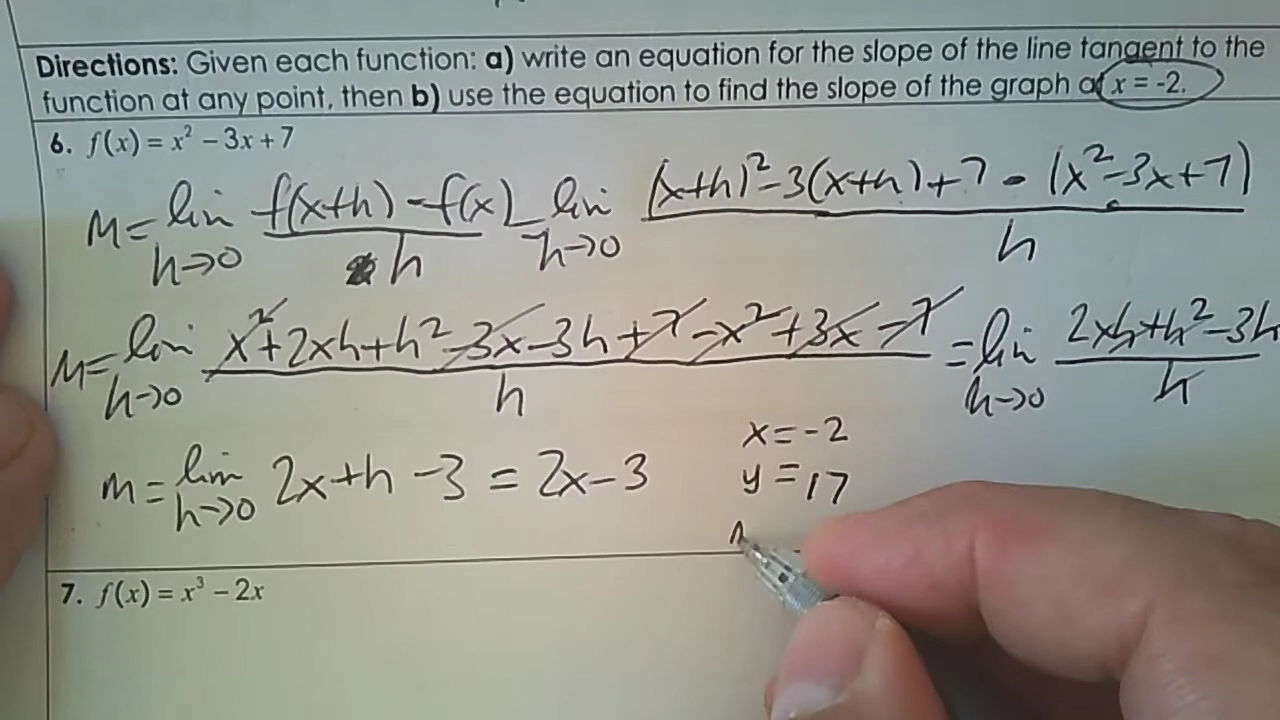 Directions: Given each function: a) write an equation for the slope of the line tangent to the
function at any point, then b) use the equation to find the slope of the graph at x = -2.
6. f(x) = x² − 3x + 7
M = lim h→0 f(x+h) - f(x) / h = lim h→0 (x+h)² - 3(x+h) + 7 - (x² - 3x + 7) / h
M = lim h→0 x² + 2xh + h² - 3x - 3h + 7 - x² + 3x - 7 / h = lim h→0 2xh + h² - 3h / h
m = lim h→0 2x + h - 3 = 2x - 3
x = -2
y = 17
7. f(x) = x³ − 2x